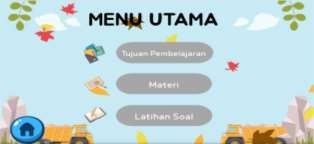 MENU UTAMA
Tujuan Pembelajaran
Materi
Latihan Soal